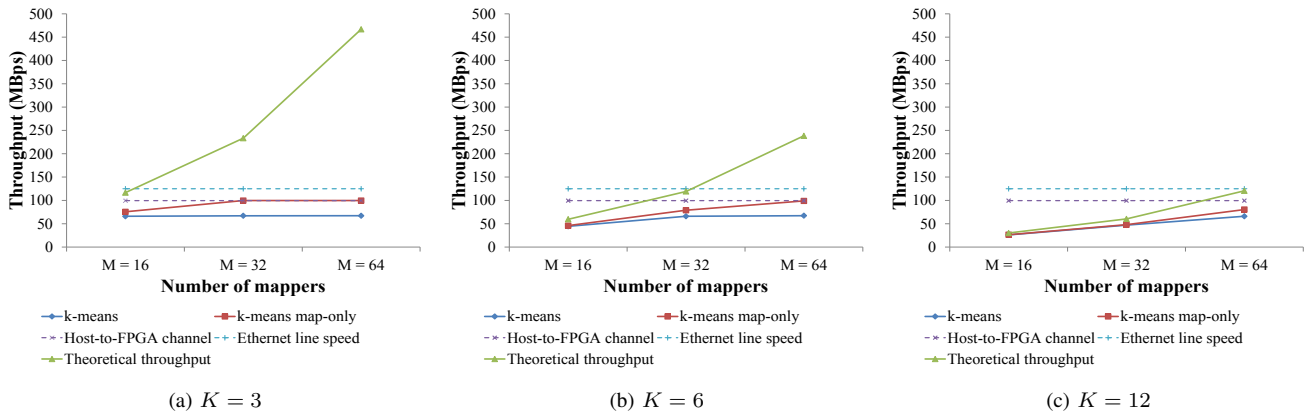 500
450
400
350
300
250
200
150
100
50
0
Throughput (MBps)
M = 16 M = 32 M = 64
Number of mappers
k-means k-means map-only
Host-to-FPGA channel Ethernet line speed
Theoretical throughput
(a) K = 3
500
450
400
350
300
250
200
150
100
50
0
Throughput (MBps)
M = 16 M = 32 M = 64
Number of mappers
k-means k-means map-only
Host-to-FPGA channel Ethernet line speed
Theoretical throughput
(b) K = 6
500
450
400
350
300
250
200
150
100
50
0
Throughput (MBps)
M = 16 M = 32 M = 64
Number of mappers
k-means k-means map-only
Host-to-FPGA channel Ethernet line speed
Theoretical throughput
(c) K = 12